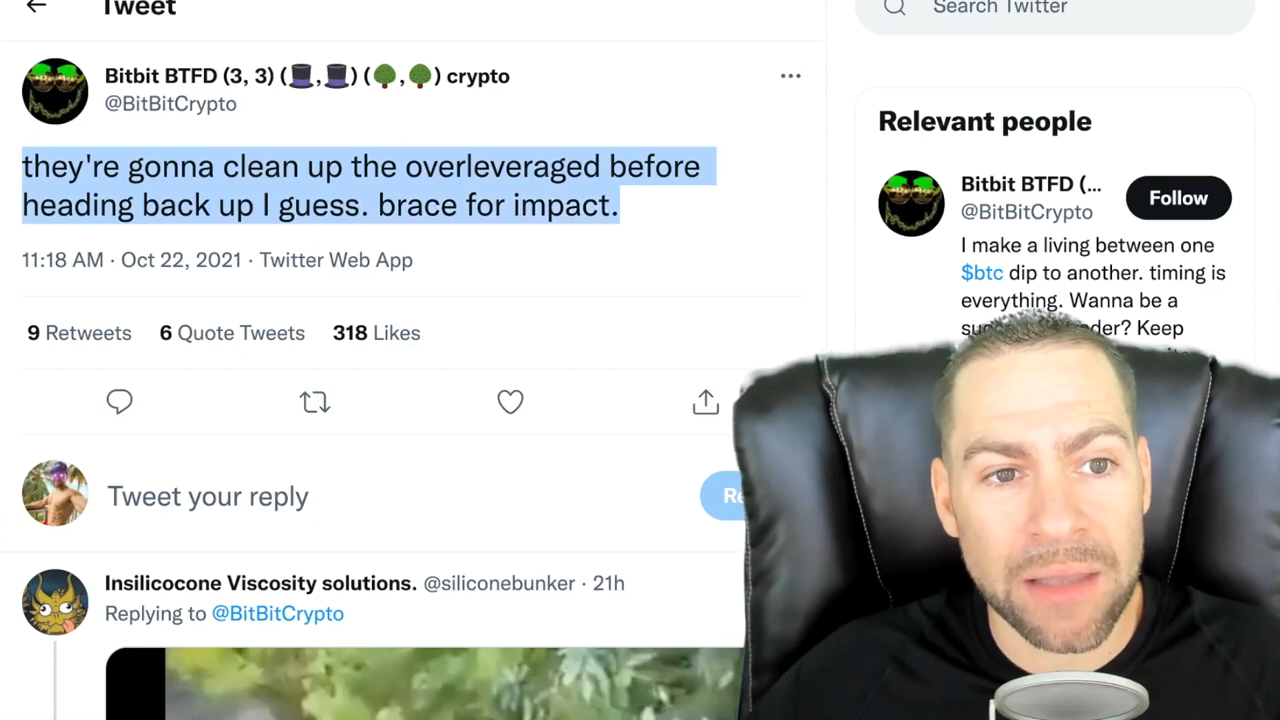 Tweet
Search Twitter
Bitbit BTFD (3, 3) (🎩,🎩) (🌳,🌳) crypto
@BitBitCrypto
they're gonna clean up the overleveraged before
heading back up I guess. brace for impact.
11:18 AM · Oct 22, 2021 · Twitter Web App
9 Retweets 6 Quote Tweets 318 Likes
Tweet your reply
Insilicocone Viscosity solutions. @siliconebunker · 21h
Replying to @BitBitCrypto
Relevant people
Bitbit BTFD (...
@BitBitCrypto
Follow
I make a living between one
$btc dip to another. timing is
everything. Wanna be a
Keep